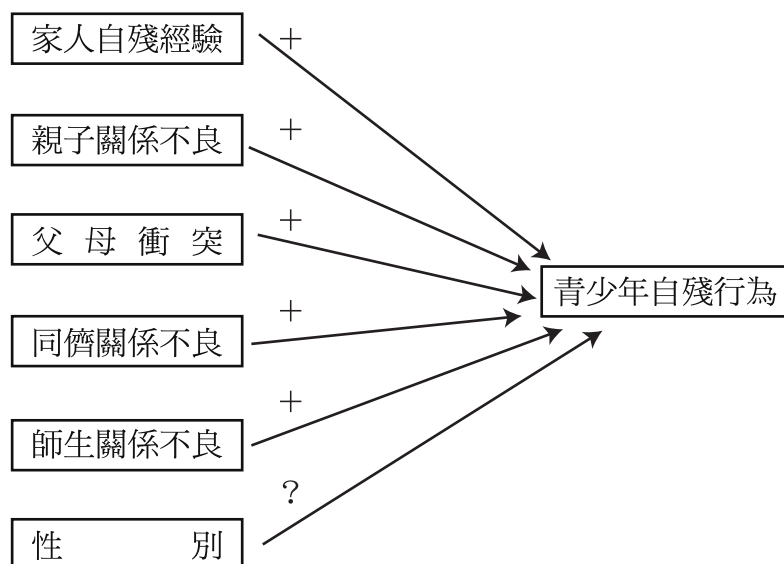 家人自殘經驗
+
親子關係不良
+
父母衝突
+
同儕關係不良
+
師生關係不良
+
性別
?
青少年自殘行為